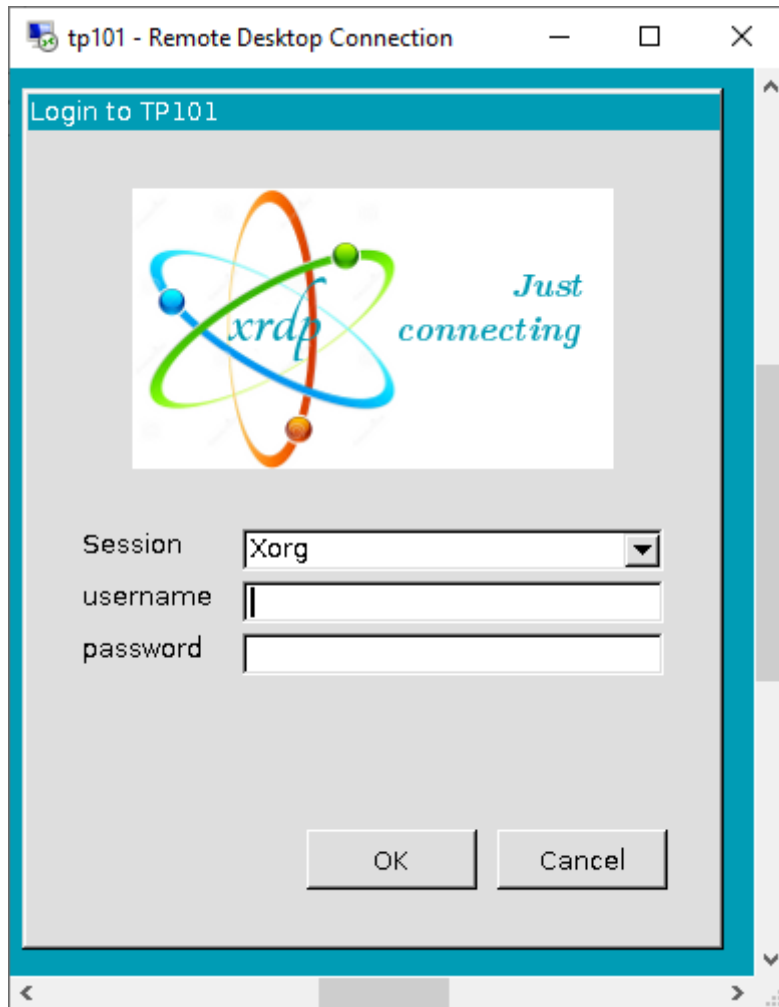 tp101 - Remote Desktop Connection
Login to TP101
xrdp
Just
connecting
Session
Xorg
username
password
OK
Cancel